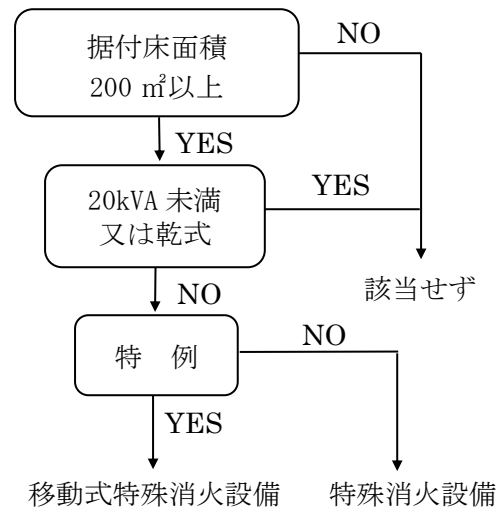 据付床面積
200 ㎡以上
NO
YES
20kVA 未満
又は乾式
YES
該当せず
NO
特　例
NO
YES
移動式特殊消火設備
特殊消火設備